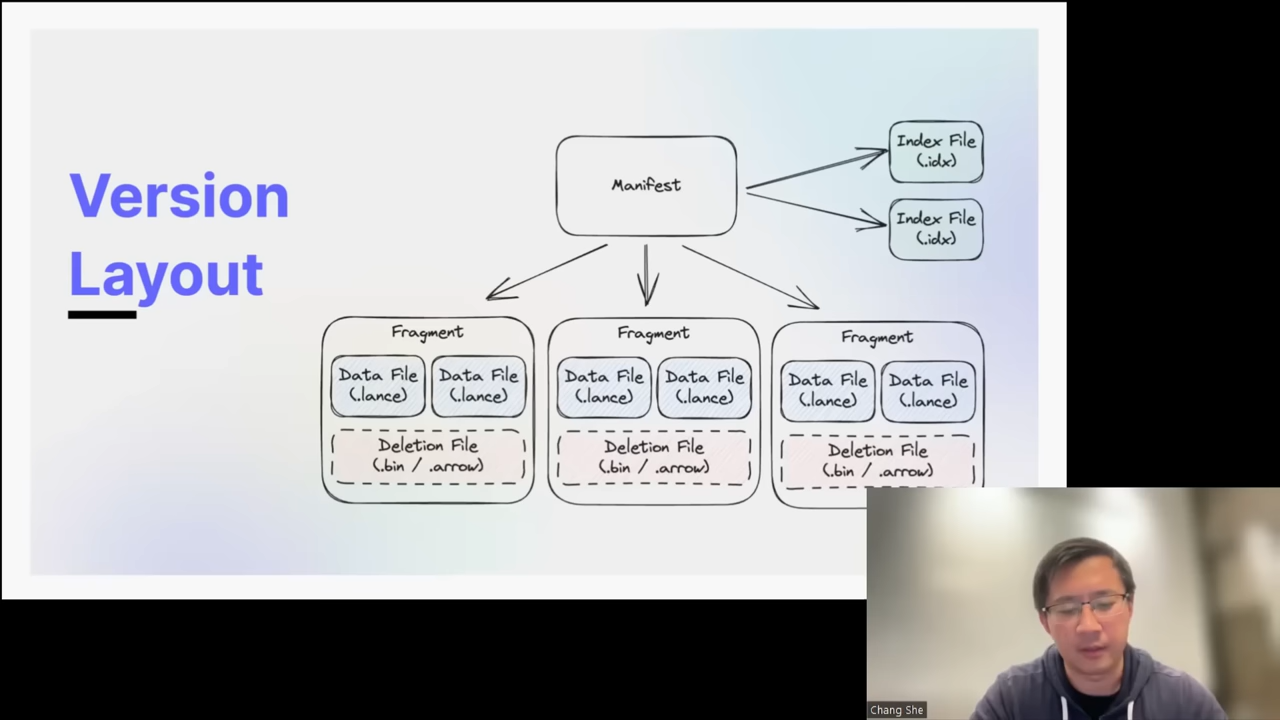 Version
Layout
Manifest
Index File
(.idx)
Index File
(.idx)
Fragment
Data File
(.lance)
Data File
(.lance)
Deletion File
(.bin / .arrow)
Fragment
Data File
(.lance)
Data File
(.lance)
Deletion File
(.bin / .arrow)
Fragment
Data File
(.lance)
Data File
(.lance)
Deletion File
(.bin / .arrow)
Chang She